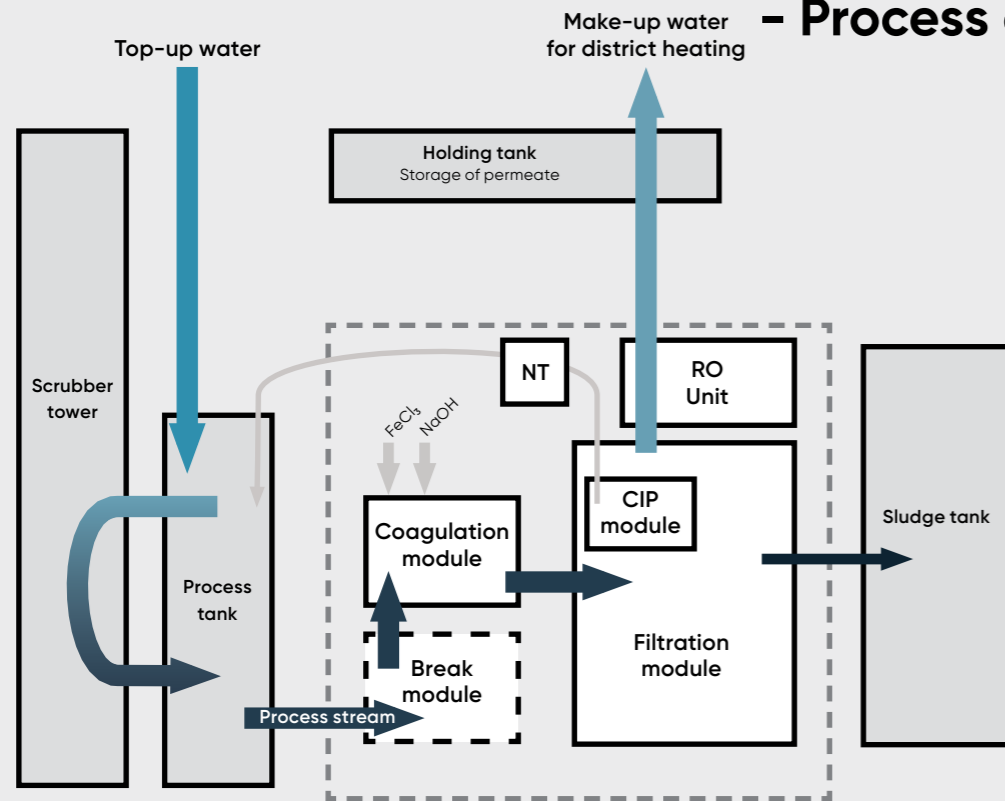 – Process
Make-up water
for district heating
Top-up water
Holding tank
Storage of permeate
NT
RO
Unit
Scrubber
tower
FeCl₃
NaOH
CIP
module
Coagulation
module
Sludge tank
Process
tank
Filtration
module
Break
module
Process stream